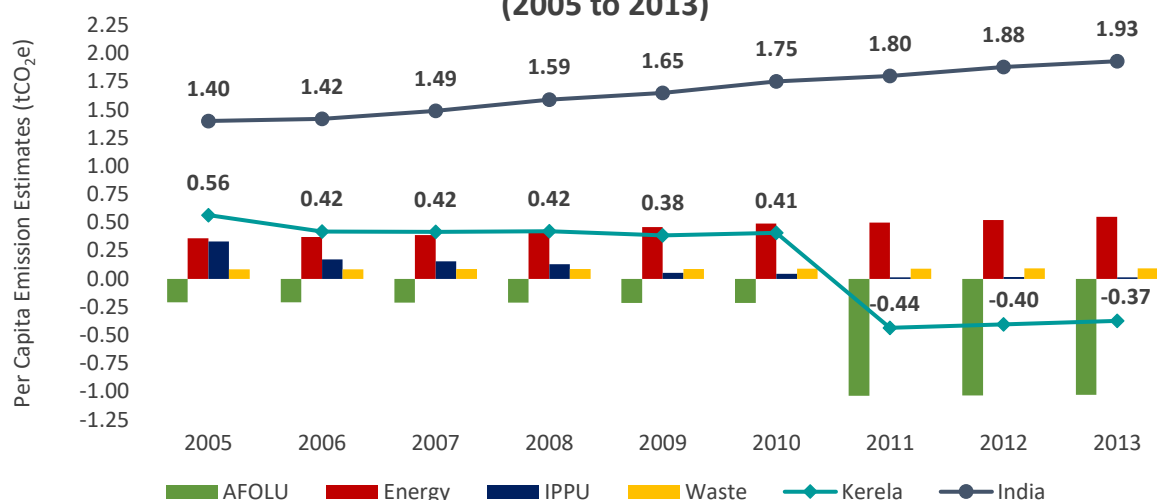 (2005 to 2013)
Per Capita Emission Estimates (tCO₂e)
2.25
2.00
1.75
1.50
1.25
1.00
0.75
0.50
0.25
0.00
-0.25
-0.50
-0.75
-1.00
-1.25
1.40 1.42 1.49 1.59 1.65 1.75 1.80 1.88 1.93
0.56 0.42 0.42 0.42 0.38 0.41 -0.44 -0.40 -0.37
2005 2006 2007 2008 2009 2010 2011 2012 2013
AFOLU Energy IPPU Waste Kerela India